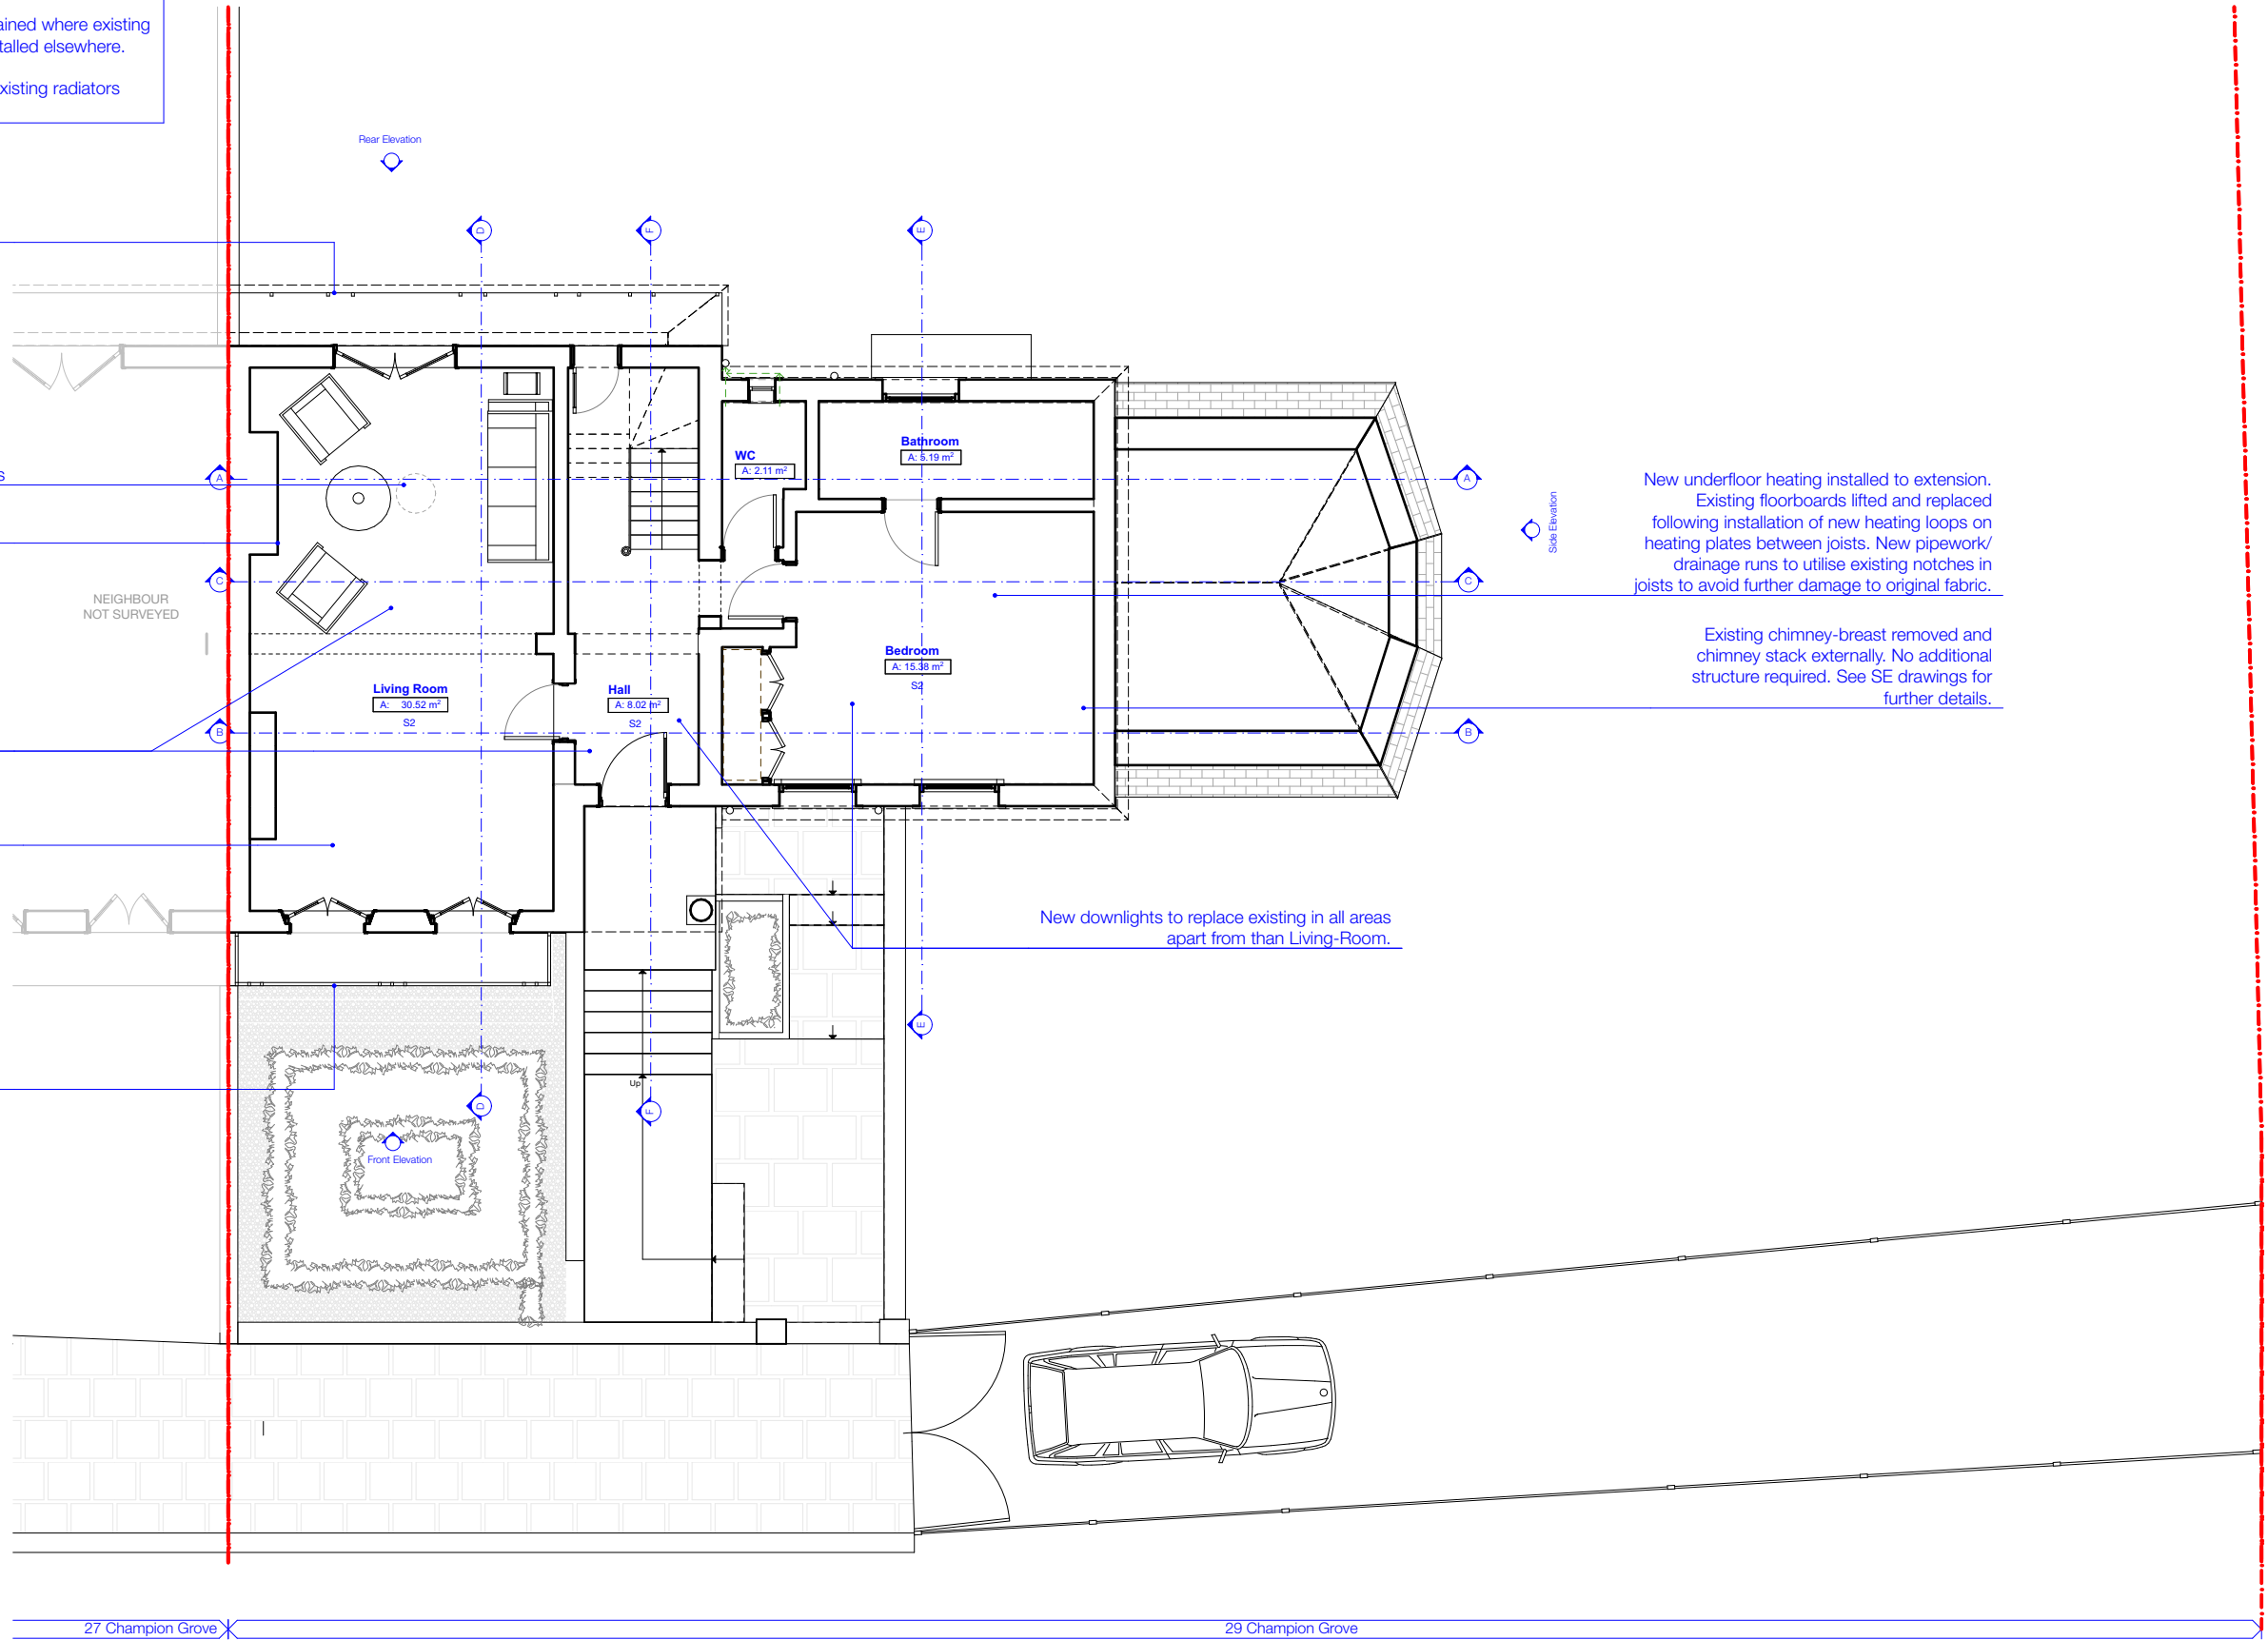 ained where existing
talled elsewhere.
xisting radiators
Rear Elevation
D
F
E
S
WC
A: 2.11 m²
Bathroom
A: 5.19 m²
A
A
Side Elevation
New underfloor heating installed to extension.
Existing floorboards lifted and replaced
following installation of new heating loops on
heating plates between joists. New pipework/
drainage runs to utilise existing notches in
joists to avoid further damage to original fabric.
C
C
NEIGHBOUR
NOT SURVEYED
Existing chimney-breast removed and
chimney stack externally. No additional
structure required. See SE drawings for
further details.
Living Room
A: 30.52 m²
S2
Hall
A: 8.02 m²
S2
Bedroom
A: 15.38 m²
S2
B
B
New downlights to replace existing in all areas
apart from than Living-Room.
E
Up
D
F
Front Elevation
27 Champion Grove
29 Champion Grove